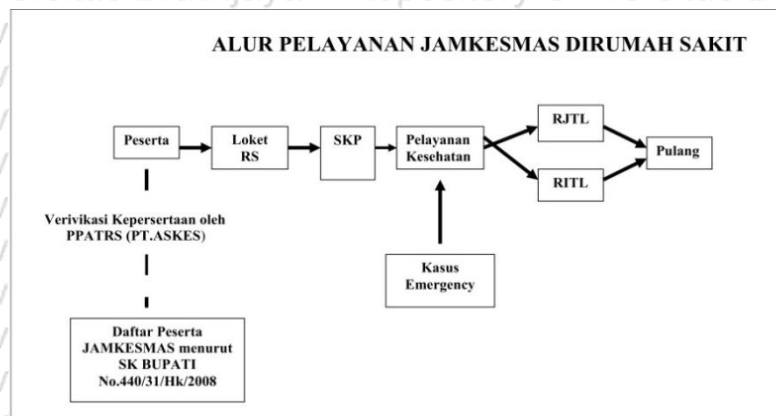 ALUR PELAYANAN JAMKESMAS DIRUMAH SAKIT
Peserta
Loket
RS
SKP
Pelayanan
Kesehatan
RJTL
RITL
Pulang
Verivikasi Kepersertaan oleh
PPATRS (PT.ASKES)
Kasus
Emergency
Daftar Peserta
JAMKESMAS menurut
SK BUPATI
No.440/31/Hk/2008